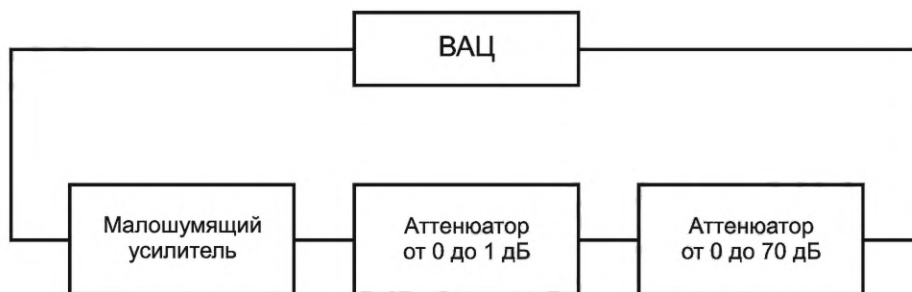 ВАЦ
Малошумящий
усилитель
Аттенюатор
от 0 до 1 дБ
Аттенюатор
от 0 до 70 дБ